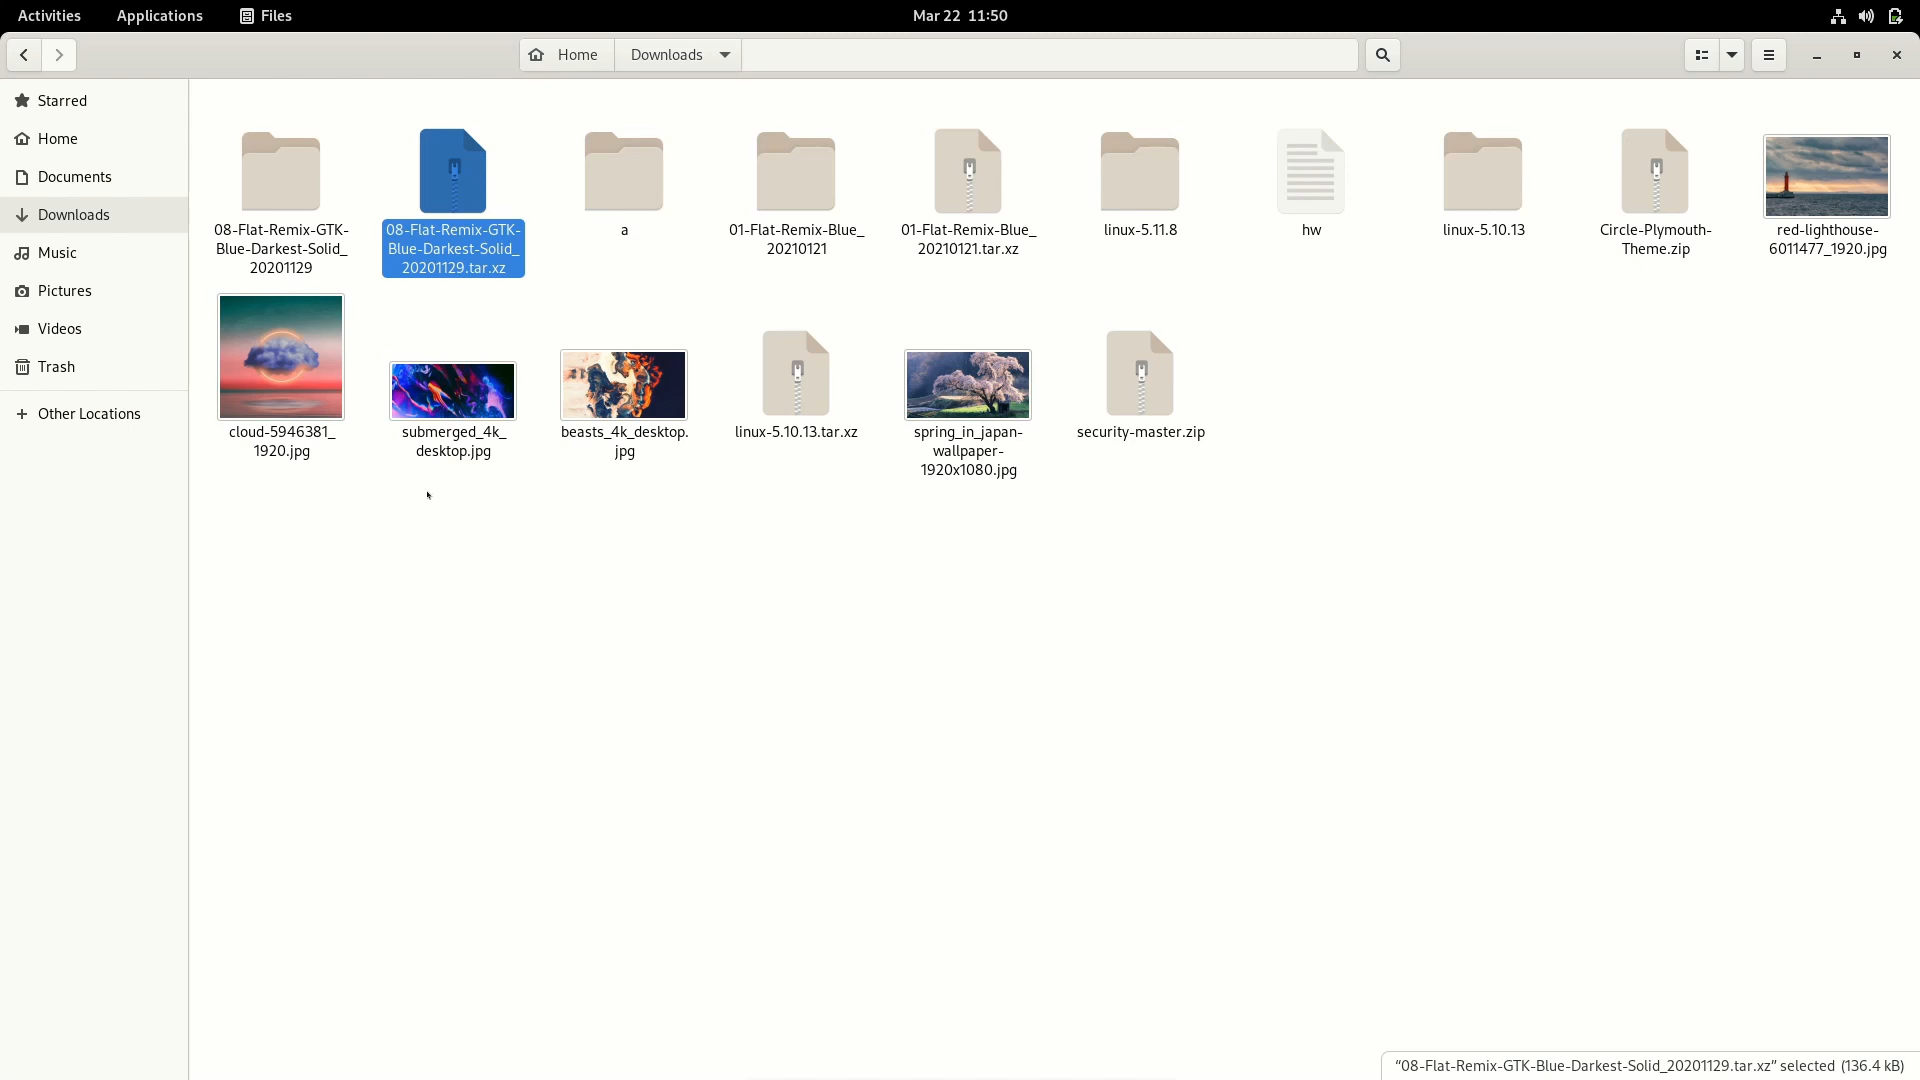 Activities Applications Files Mar 22 11:50
Home Downloads
Starred
Home
Documents
Downloads
Music
Pictures
Videos
Trash
Other Locations
08-Flat-Remix-GTK-
Blue-Darkest-Solid_
20201129
08-Flat-Remix-GTK-
Blue-Darkest-Solid_
20201129.tar.xz
a
01-Flat-Remix-Blue_
20210121
01-Flat-Remix-Blue_
20210121.tar.xz
linux-5.11.8
hw
linux-5.10.13
Circle-Plymouth-
Theme.zip
red-lighthouse-
6011477_1920.jpg
cloud-5946381_
1920.jpg
submerged_4k_
desktop.jpg
beasts_4k_desktop.
jpg
linux-5.10.13.tar.xz
spring_in_japan-
wallpaper-
1920x1080.jpg
security-master.zip
“08-Flat-Remix-GTK-Blue-Darkest-Solid_20201129.tar.xz” selected (136.4 kB)